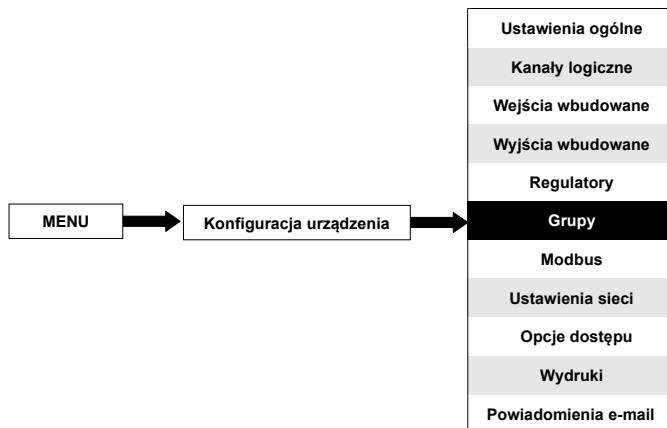 Ustawienia ogólne
Kanały logiczne
Wejścia wbudowane
Wyjścia wbudowane
Regulatory
MENU
Konfiguracja urządzenia
Grupy
Modbus
Ustawienia sieci
Opcje dostępu
Wydruki
Powiadomienia e-mail